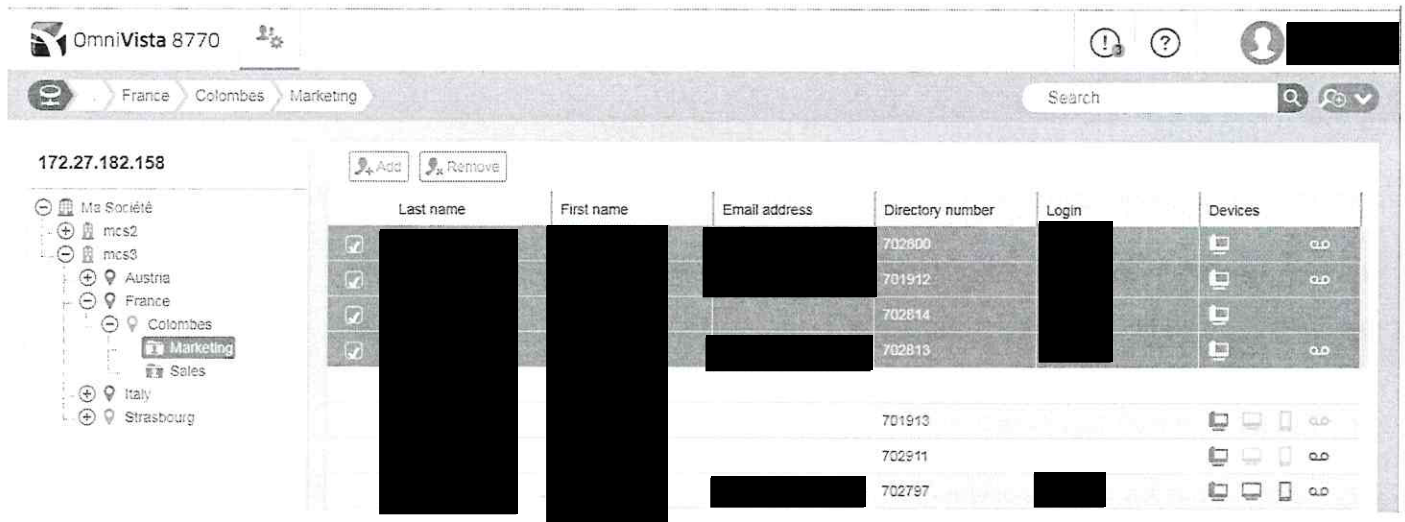 OmniVista 8770
3
?
France Colombes Marketing
Search
172.27.182.158
Add Remove
Ma Société
mcs2
mcs3
Austria
France
Colombes
Marketing
Sales
Italy
Strasbourg
Last name First name Email address Directory number Login Devices
702600
701912
702814
702813
701913
702911
702797